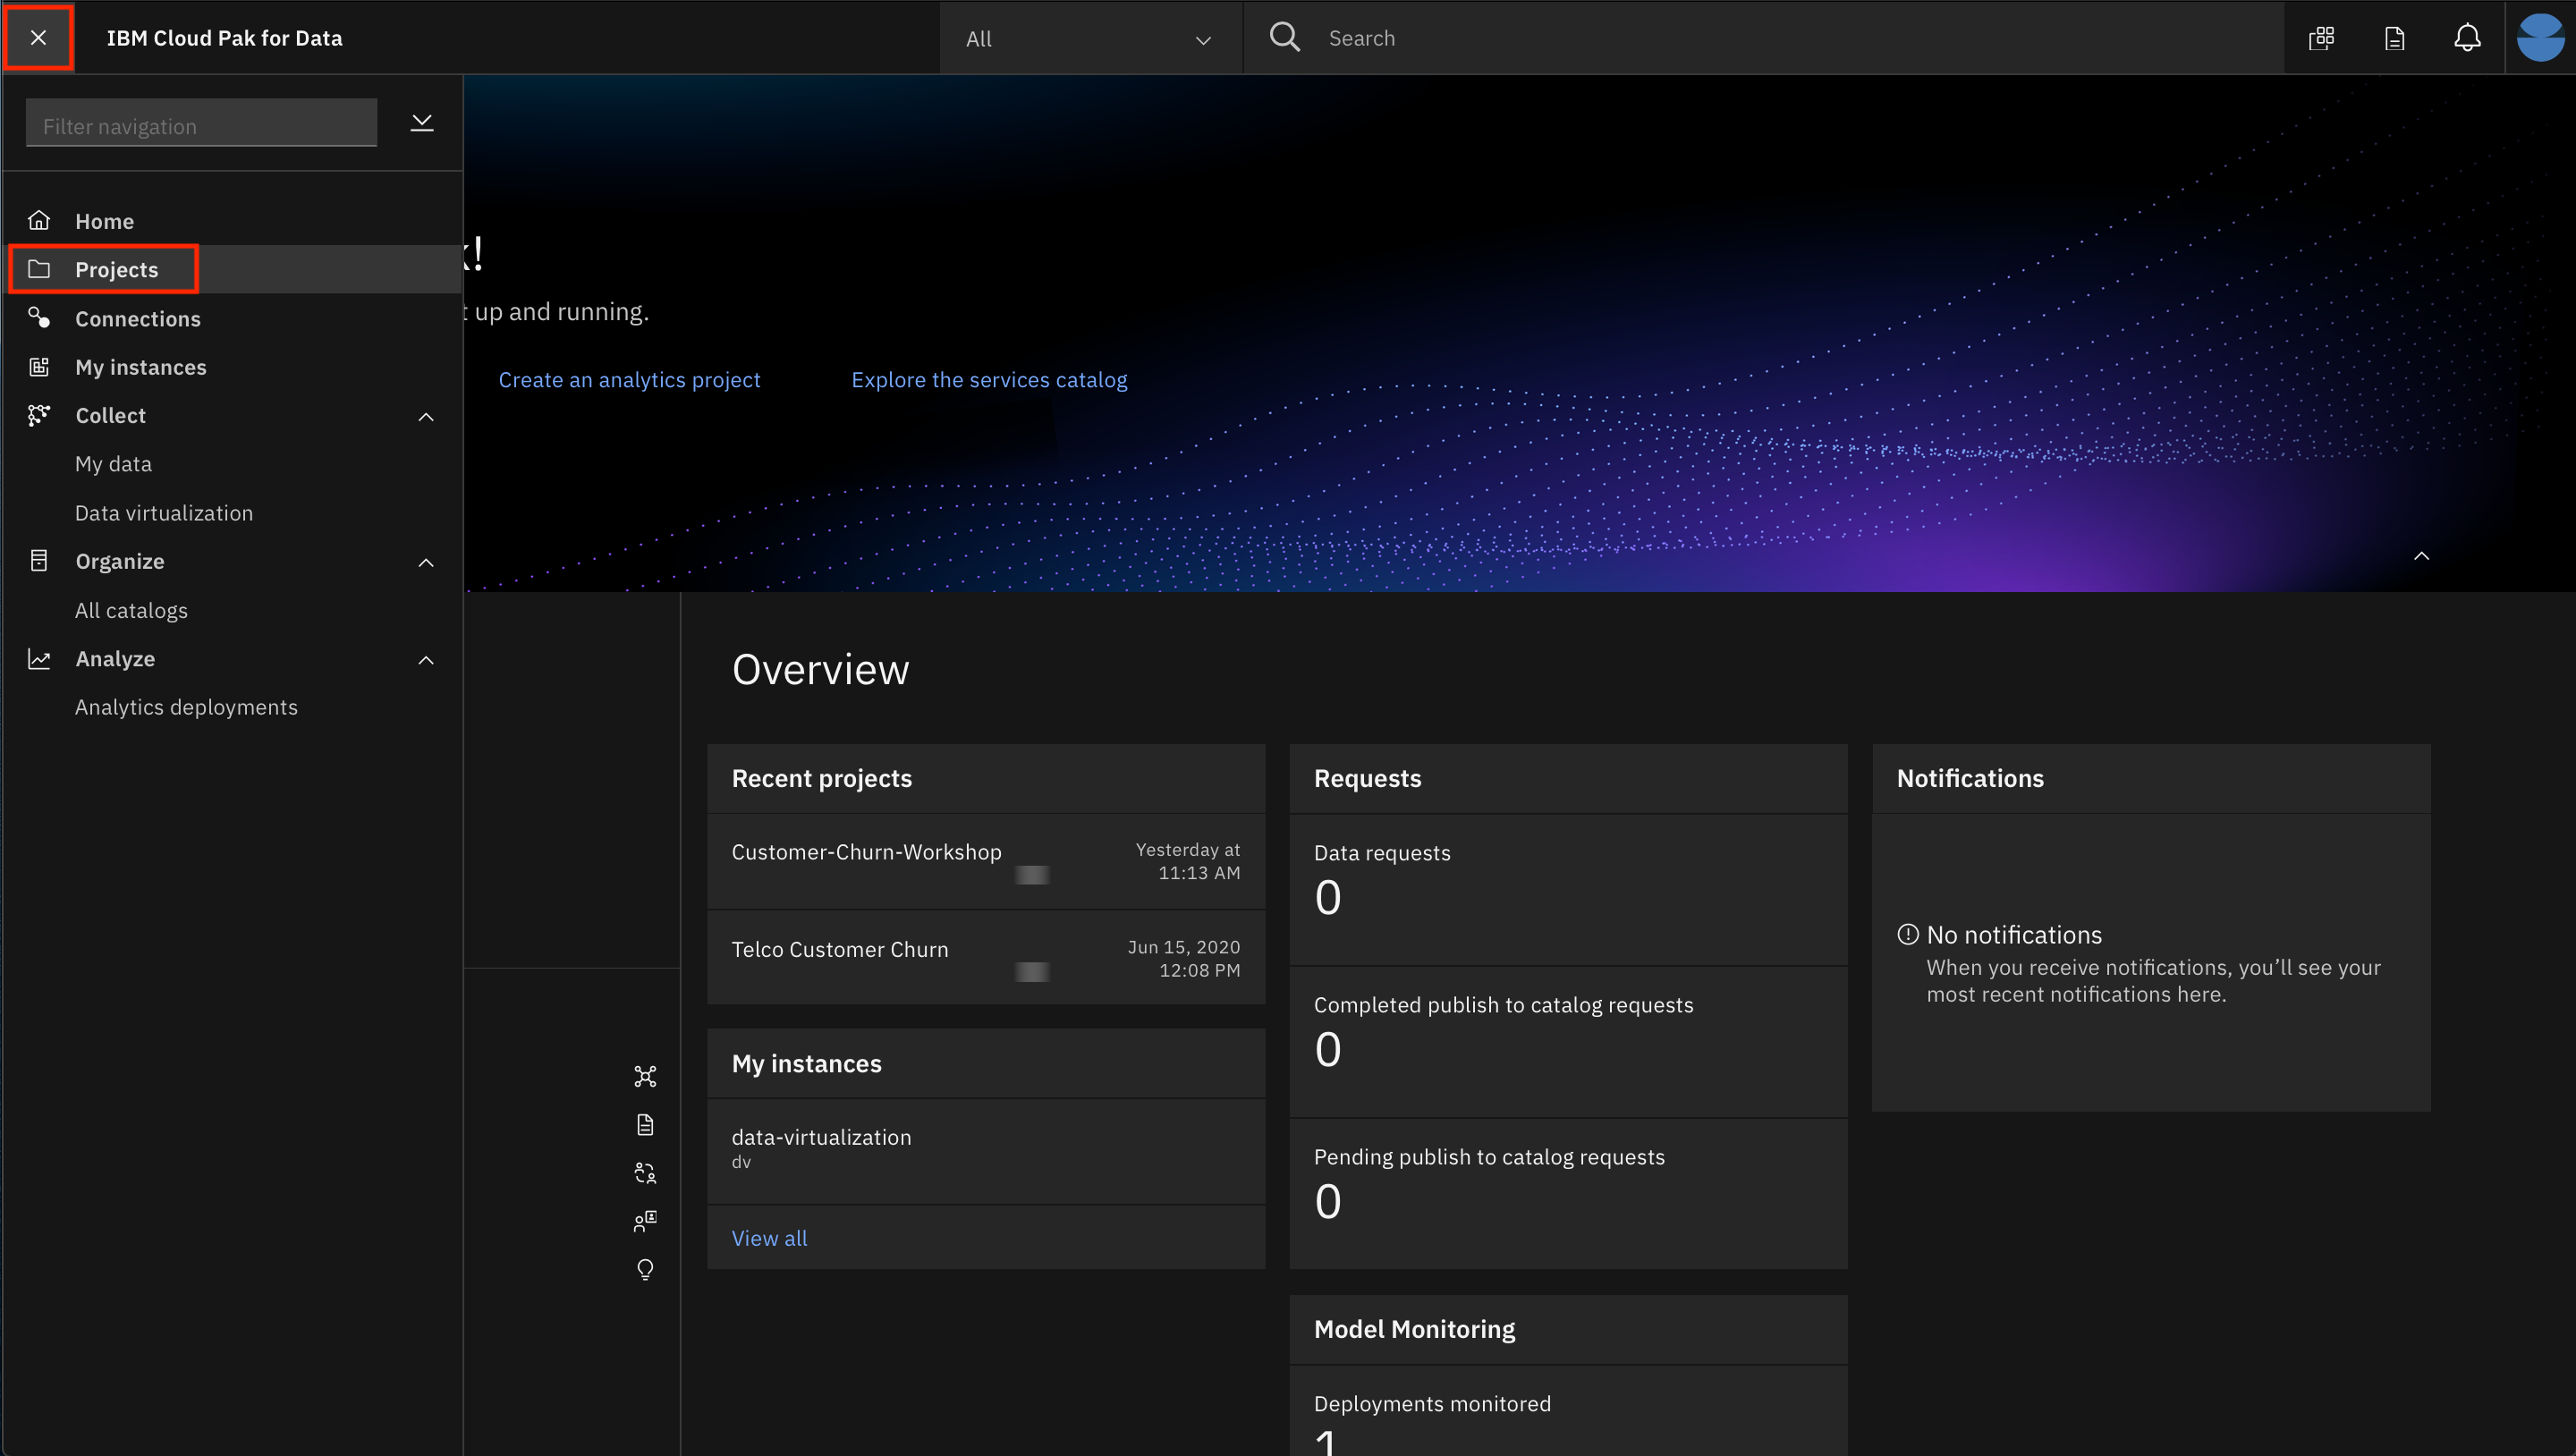 IBM Cloud Pak for Data
All
Search
Filter navigation
Home
Projects
Connections
My instances
Collect
My data
Data virtualization
Organize
All catalogs
Analyze
Analytics deployments
!
up and running.
Create an analytics project
Explore the services catalog
Overview
Recent projects
Customer-Churn-Workshop
Yesterday at
11:13 AM
Telco Customer Churn
Jun 15, 2020
12:08 PM
My instances
data-virtualization
dv
View all
Requests
Data requests
0
Completed publish to catalog requests
0
Pending publish to catalog requests
0
Model Monitoring
Deployments monitored
1
Notifications
No notifications
When you receive notifications, you’ll see your
most recent notifications here.